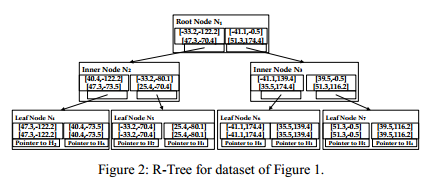 Root Node N₁
[-33.2,-122.2] [-41.1,-0.5]
[47.3,-70.4] [51.3,174.4]
Inner Node N₂ Inner Node N₃
[40.4,-122.2] [-33.2,-80.1] [-41.1,139.4] [39.5,-0.5]
[47.3,-73.5] [25.4,-70.4] [35.5,174.4] [51.3,116.2]
Leaf Node N₄ Leaf Node N₅ Leaf Node N₆ Leaf Node N₇
[47.3,-122.2] [40.4,-73.5] [-33.2,-70.4] [25.4,-80.1] [-41.1,174.4] [35.5,139.4] [51.3,-0.5] [39.5,116.2]
[47.3,-122.2] [40.4,-73.5] [-33.2,-70.4] [25.4,-80.1] [-41.1,174.4] [35.5,139.4] [51.3,-0.5] [39.5,116.2]
Pointer to Pointer to Pointer to Pointer to Pointer to Pointer to Pointer to Pointer to
Figure 2: R-Tree for dataset of Figure 1.